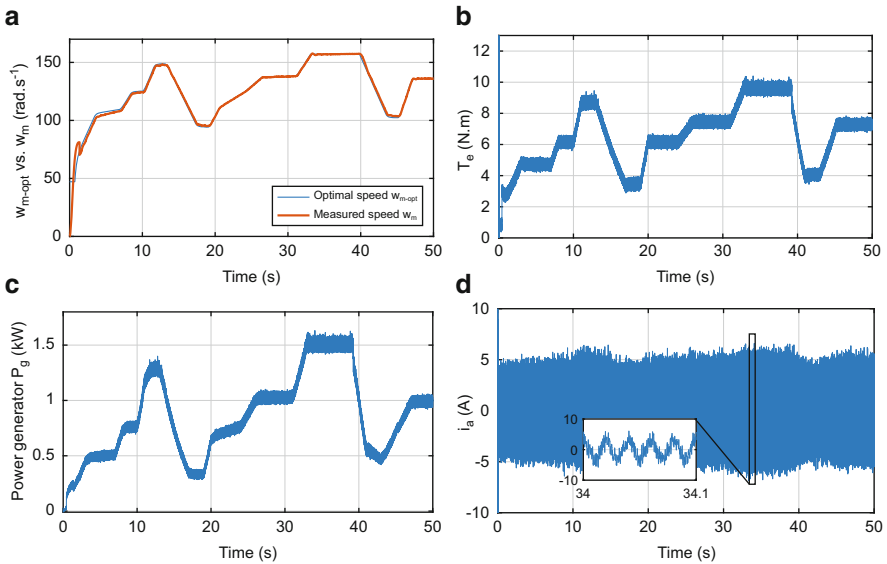 a
w_m-opt vs. w_m (rad.s-1)
150
100
50
0
0 10 20 30 40 50
Time (s)
Optimal speed w_m-opt
Measured speed w_m
b
T_e (N.m)
12
10
8
6
4
2
0
0 10 20 30 40 50
Time (s)
c
Power generator P_g (kW)
1.5
1
0.5
0
0 10 20 30 40 50
Time (s)
d
i_a (A)
10
5
0
-5
-10
0 10 20 30 40 50
Time (s)
10
0
-10
34 34.1